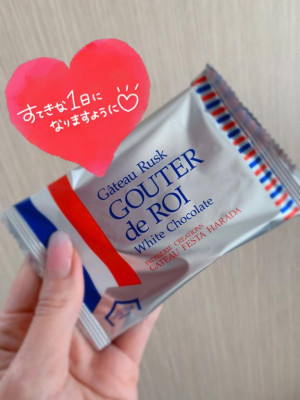 すてきな1日に
なりますように♡
Gâteau Rusk
GOUTER
de ROI
White Chocolate
GATEAU FESTA HARADA